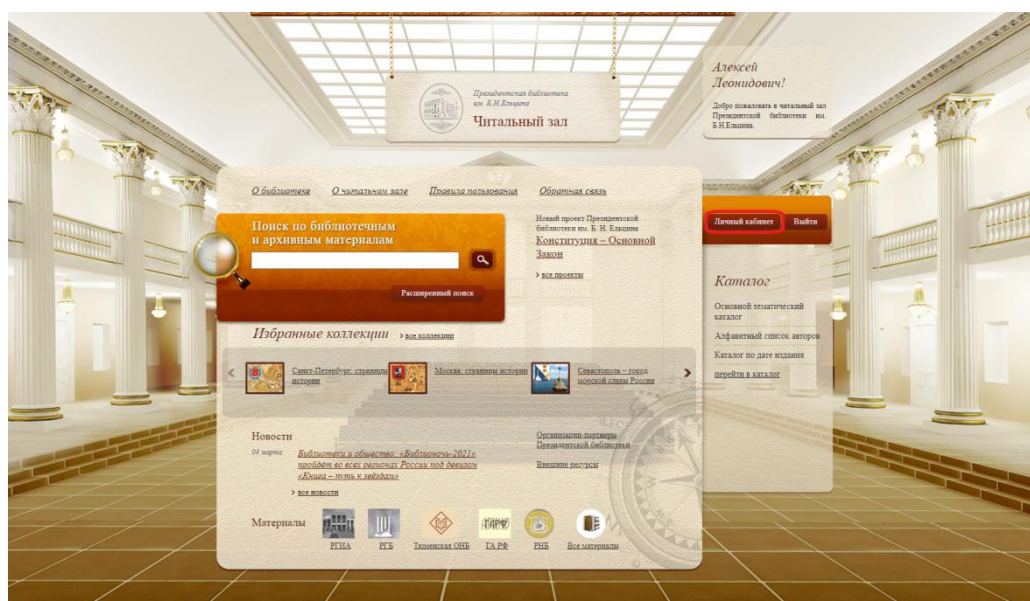 Президентская библиотека
им. Б.Н.Ельцина
Читальный зал
Алексей
Леонидович!
Добро пожаловать в читальный зал
Президентской библиотеки им.
Б.Н.Ельцина.
О библиотеке О читальном зале Правила пользования Обратная связь
Поиск по библиотечным
и архивным материалам
Расширенный поиск
Новый проект Президентской
библиотеки им. Б. Н. Ельцина
Конституция – Основной
Закон
все проекты
Личный кабинет Выйти
Каталог
Основной тематический
каталог
Алфавитный список авторов
Каталог по дате издания
перейти в каталог
Избранные коллекции все коллекции
Санкт-Петербург: страницы
истории
Москва: страницы истории
Севастополь – город
морской славы России
Новости
04 марта
Библиотеки и общество: «Библионочь-2021»
пройдёт во всех регионах России под девизом
«Книга – путь к звёздам»
все новости
Организации-партнеры
Президентской библиотеки
Внешние ресурсы
Материалы
РГИА РГБ Тюменская ОНБ ГА РФ РНБ Все материалы